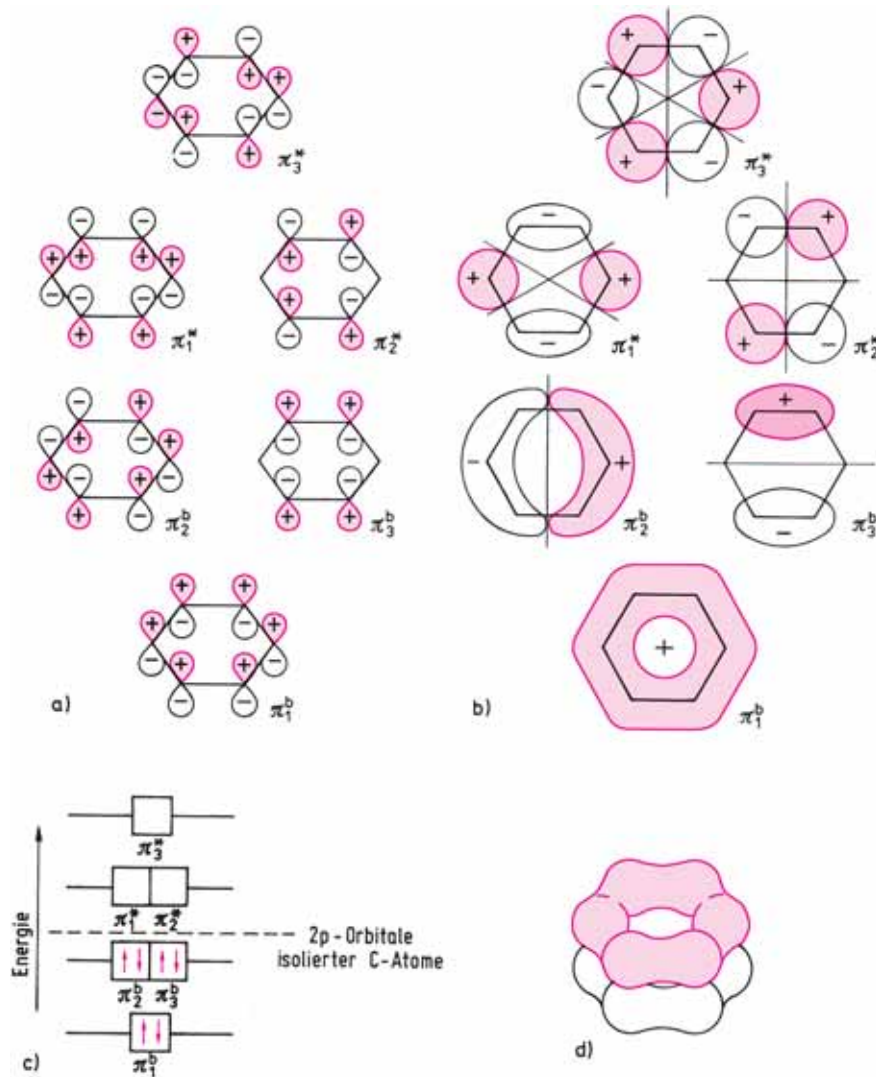 + −
− − + +
− + − −
− +
π₃*
+ −
− +
+ −
π₃*
− −
+ + + +
− − − −
+ +
π₁*
− +
+ −
+ −
− +
π₂*
−
+ +
−
π₁*
− +
+ −
π₂*
− +
− + − +
+ − + −
+ −
π₂ᵇ
+ +
− −
− −
+ +
π₃ᵇ
− +
π₂ᵇ
+
−
π₃ᵇ
+ +
+ − − +
− + + −
− −
a) π₁ᵇ
+
b) π₁ᵇ
Energie
π₃*
π₁* π₂*
2p-Orbitale
isolierter C-Atome
↑↓ ↑↓
π₂ᵇ π₃ᵇ
↑↓
c) π₁ᵇ
d)